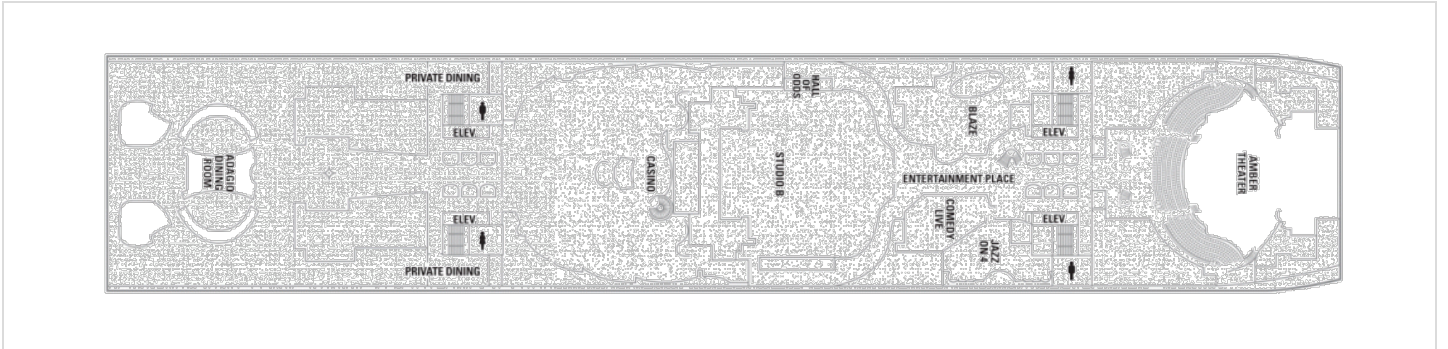 PRIVATE DINING
ELEV.
ADAGIO
DINING
ROOM
ELEV.
PRIVATE DINING
CASINO
STUDIO B
HALL
OF
ODDS
BLAZE
ELEV.
ENTERTAINMENT PLACE
COMEDY
LIVE
JAZZ
ON 4
ELEV.
AMBER
THEATER